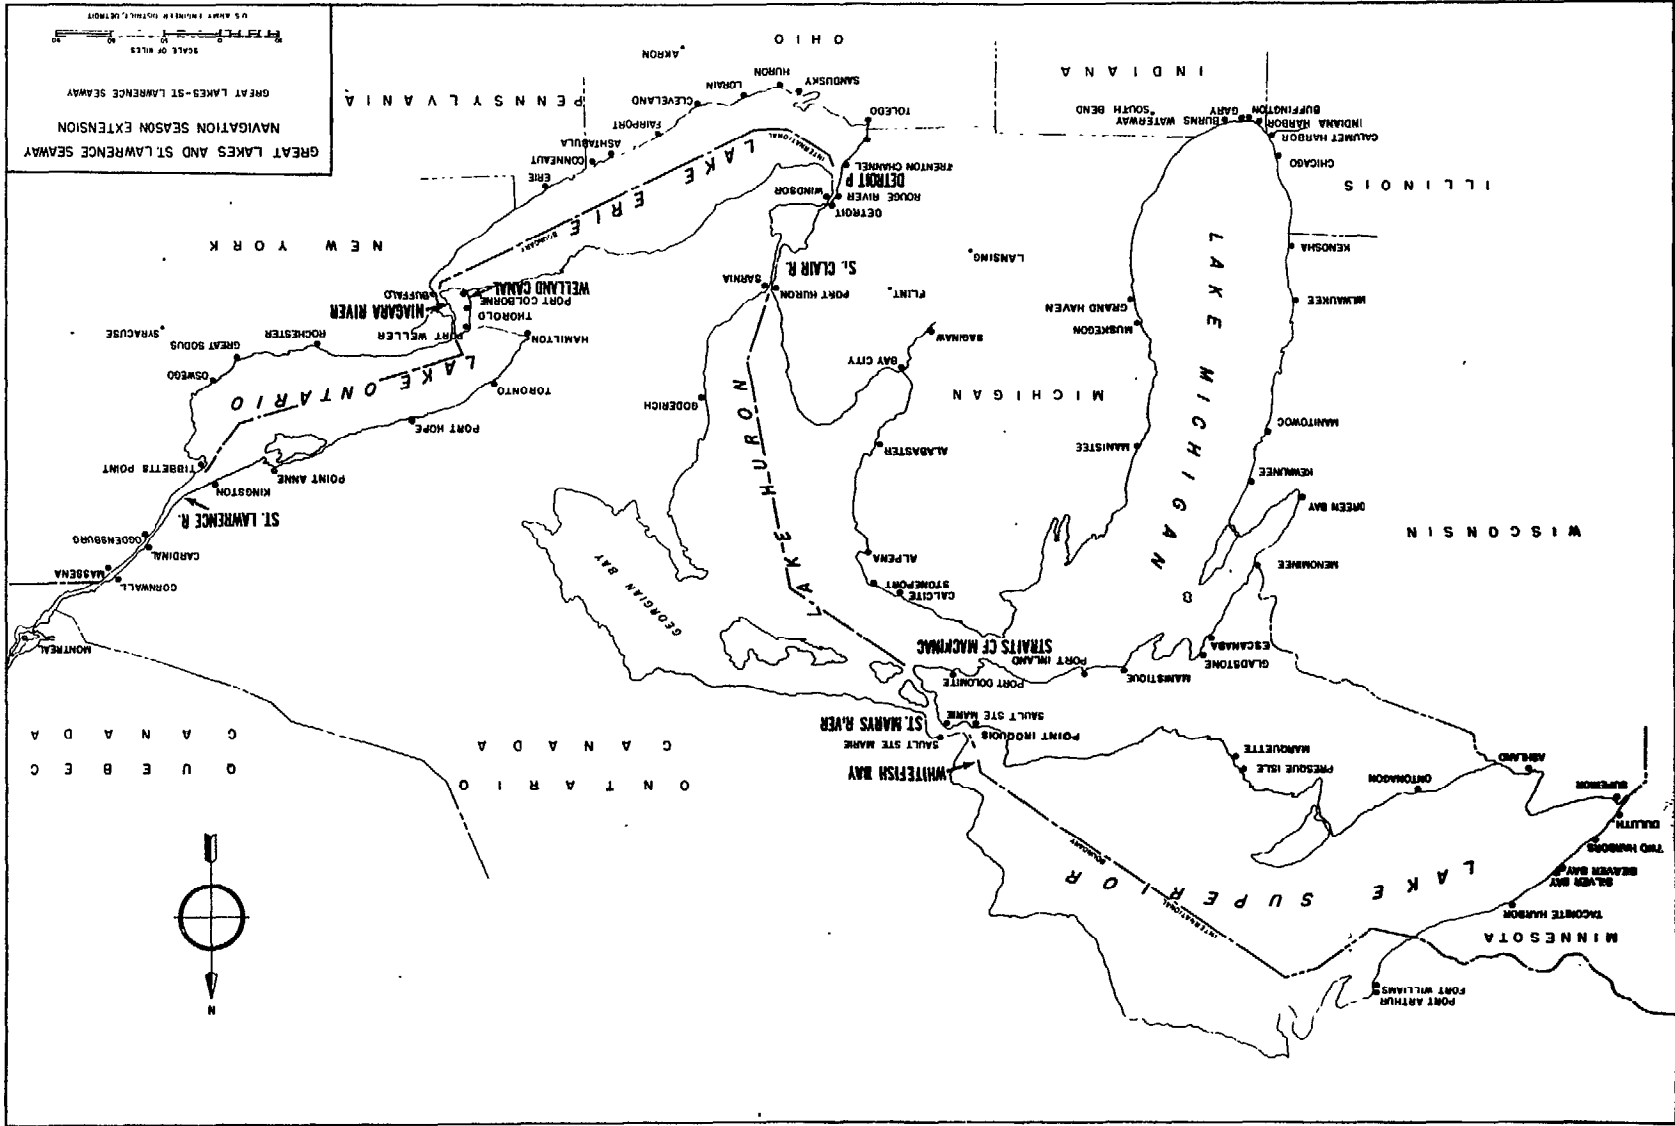 MINNESOTA
PORT ARTHUR
FORT WILLIAMS
TACONITE HARBOR
SILVER BAY
BEAVER BAY
TWO HARBORS
DULUTH
SUPERIOR
ASHLAND
ONTONAGON
PRESQUE ISLE
MARQUETTE
LAKE SUPERIOR
INTERNATIONAL
BOUNDARY
WHITEFISH BAY
POINT IROQUOIS
SAULT STE MARIE
SAULT STE MARIE
ST. MARYS R.VER
N
ONTARIO
CANADA
QUEBEC
CANADA
WISCONSIN
GLADSTONE
ESCANABA
MENOMINEE
GREEN BAY
KEWAUNEE
MANITOWOC
MILWAUKEE
KENOSHA
MANISTIQUE
PORT INLAND
PORT DOLOMITE
STRAITS CF MACKINAC
LAKE MICHIGAN
8
CALCITE
STONEPORT
ALPENA
ALABASTER
BAY CITY
SAGINAW
MANISTEE
MICHIGAN
MUSKEGON
GRAND HAVEN
FLINT
LANSING
LAKE HURON
GEORGIAN BAY
GODERICH
PORT HURON
SARNIA
ST. CLAIR R.
DETROIT
ROUGE RIVER
WINDSOR
DETROIT R
TRENTON CHANNEL
TOLEDO
MONTREAL
CORNWALL
MASSENA
CARDINAL
OGDENSBURG
ST. LAWRENCE R.
KINGSTON
POINT ANNE
TIBBETTS POINT
PORT HOPE
TORONTO
LAKE ONTARIO
OSWEGO
GREAT SODUS
ROCHESTER
SYRACUSE
HAMILTON
PORT WELLER
THOROLD
PORT COLBORNE
WELLAND CANAL
NIAGARA RIVER
BUFFALO
NEW YORK
LAKE ERIE
INTERNATIONAL
BOUNDARY
ERIE
CONNEAUT
ASHTABULA
FAIRPORT
CLEVELAND
LORAIN
HURON
SANDUSKY
PENNSYLVANIA
AKRON
OHIO
ILLINOIS
CHICAGO
CALUMET HARBOR
INDIANA HARBOR
BUFFINGTON
GARY
BURNS WATERWAY
SOUTH BEND
INDIANA
GREAT LAKES AND ST. LAWRENCE SEAWAY
NAVIGATION SEASON EXTENSION
GREAT LAKES-ST LAWRENCE SEAWAY
SCALE OF MILES
U S ARMY ENGINEER DISTRICT, DETROIT